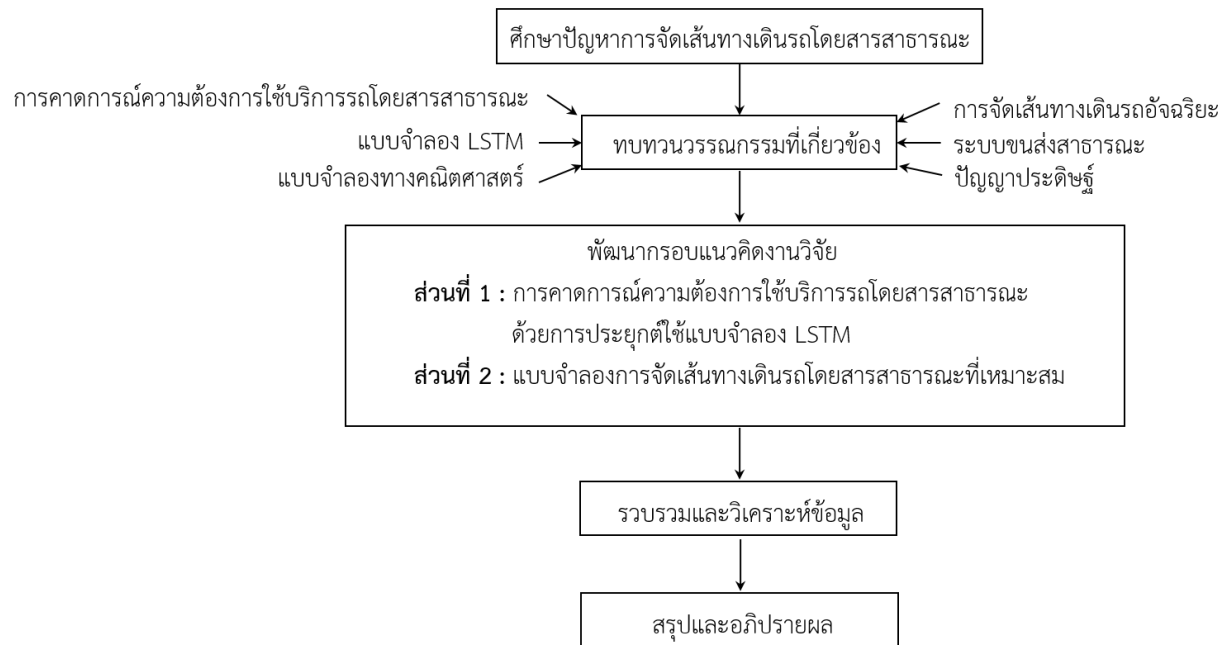 ศึกษาปัญหาการจัดเส้นทางเดินรถโดยสารสาธารณะ
การคาดการณ์ความต้องการใช้บริการรถโดยสารสาธารณะ
แบบจำลอง LSTM
แบบจำลองทางคณิตศาสตร์
ทบทวนวรรณกรรมที่เกี่ยวข้อง
การจัดเส้นทางเดินรถอัจฉริยะ
ระบบขนส่งสาธารณะ
ปัญญาประดิษฐ์
พัฒนากรอบแนวคิดงานวิจัย
ส่วนที่ 1 : การคาดการณ์ความต้องการใช้บริการรถโดยสารสาธารณะ
ด้วยการประยุกต์ใช้แบบจำลอง LSTM
ส่วนที่ 2 : แบบจำลองการจัดเส้นทางเดินรถโดยสารสาธารณะที่เหมาะสม
รวบรวมและวิเคราะห์ข้อมูล
สรุปและอภิปรายผล